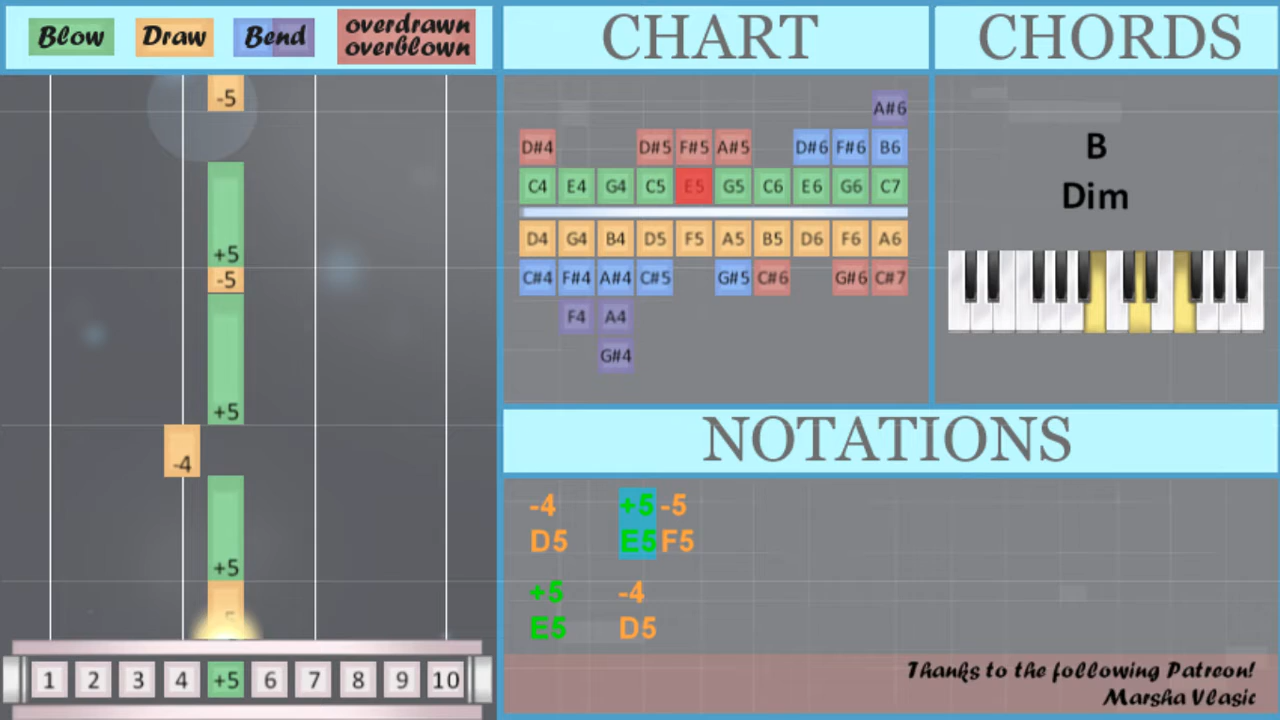 Blow Draw Bend overdrawn
overblown
CHART
CHORDS
-5
+5
-5
+5
-4
+5
1 2 3 4 +5 6 7 8 9 10
A#6
D#4 D#5 F#5 A#5 D#6 F#6 B6
C4 E4 G4 C5 E5 G5 C6 E6 G6 C7
D4 G4 B4 D5 F5 A5 B5 D6 F6 A6
C#4 F#4 A#4 C#5 G#5 C#6 G#6 C#7
F4 A4
G#4
B
Dim
NOTATIONS
-4 +5 -5
D5 E5 F5
+5 -4
E5 D5
Thanks to the following Patreon!
Marsha Vlasic